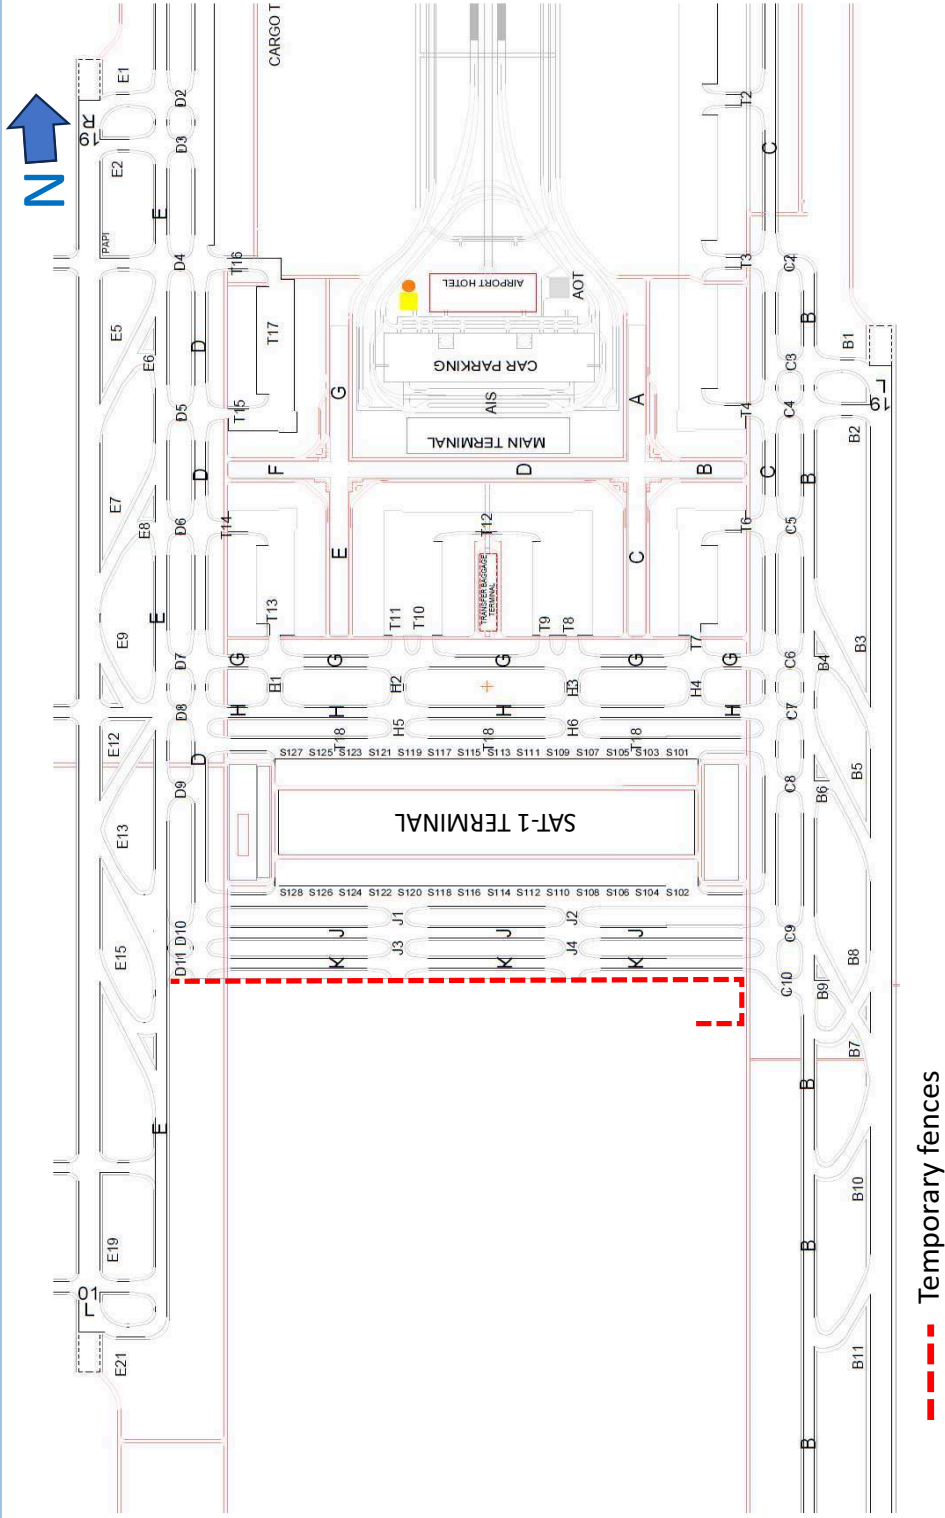 N
CARGO T
E1
D2
19
R
E2
D3
E
PAPI
D4
T16
T2
C
T3
C2
E5
E6
D
T17
AIRPORT HOTEL
AOT
B
B1
CAR PARKING
C3
G
A
AIS
D5
T15
T4
C4
19
L
B2
MAIN TERMINAL
D
F
D
B
C
B
E7
E8
D6
T14
T12
T6
C5
E
C
TRANSFER BAGGAGE
TERMINAL
E
T13
T11
T10
T9
T8
T7
E9
D7
G
G
G
G
G
C6
B4
B3
H1
H2
H3
H4
D8
H
H
H
H
C7
E12
H5
H6
T18
T18
T18
D
S127
S125
S123
S121
S119
S117
S115
S113
S111
S109
S107
S105
S103
S101
D9
C8
B6
B5
E13
SAT-1 TERMINAL
S128
S126
S124
S122
S120
S118
S116
S114
S112
S110
S108
S106
S104
S102
J1
J2
D10
J
J
J
C9
J3
J4
E15
D11
K
K
K
C10
B9
B8
B7
B
E
B10
E19
B
01
L
E21
B11
B
Temporary fences